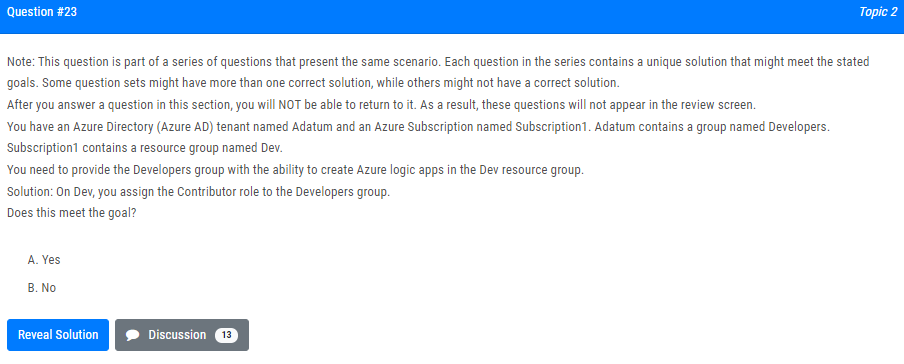 Question #23
Topic 2
Note: This question is part of a series of questions that present the same scenario. Each question in the series contains a unique solution that might meet the stated
goals. Some question sets might have more than one correct solution, while others might not have a correct solution.
After you answer a question in this section, you will NOT be able to return to it. As a result, these questions will not appear in the review screen.
You have an Azure Directory (Azure AD) tenant named Adatum and an Azure Subscription named Subscription1. Adatum contains a group named Developers.
Subscription1 contains a resource group named Dev.
You need to provide the Developers group with the ability to create Azure logic apps in the Dev resource group.
Solution: On Dev, you assign the Contributor role to the Developers group.
Does this meet the goal?
A. Yes
B. No
Reveal Solution
Discussion 13